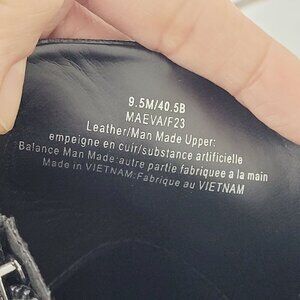 9.5M/40.5B
MAEVA/F23
Leather/Man Made Upper:
empeigne en cuir/substance artificielle
Balance Man Made:autre partie fabriquee a la main
Made in VIETNAM:Fabrique au VIETNAM